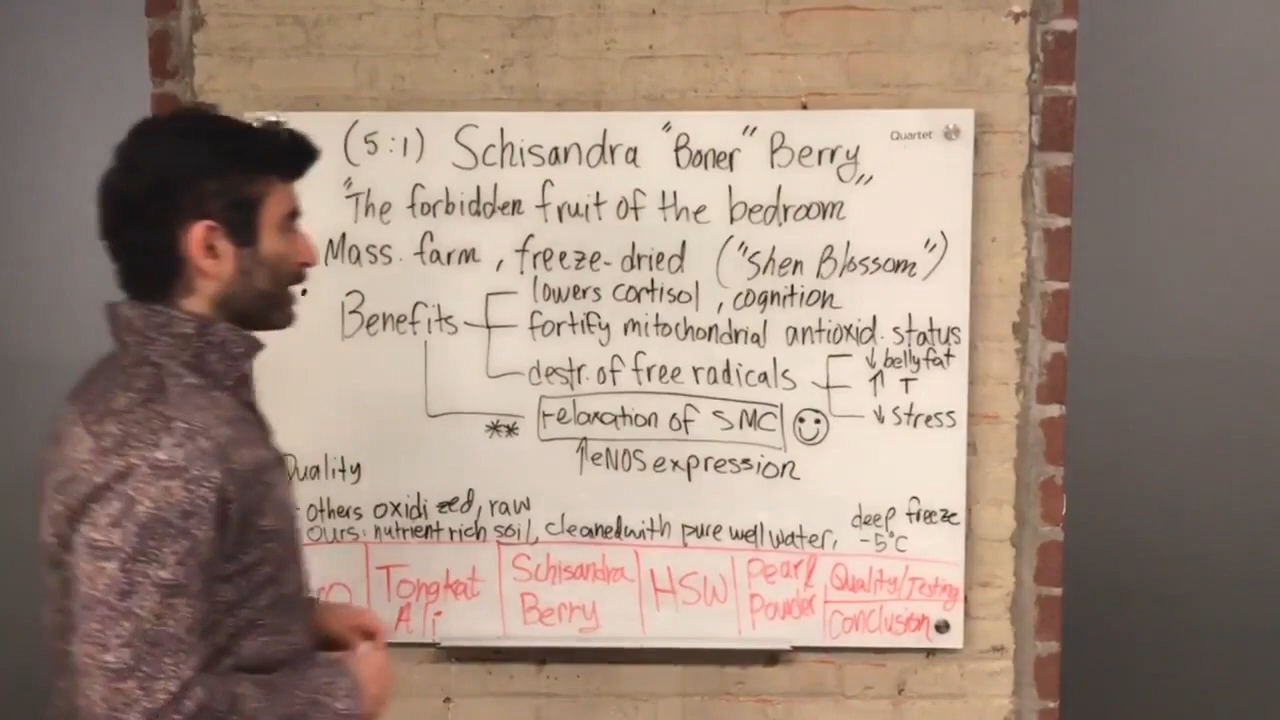 Quartet
(5:1) Schisandra "Boner" Berry
"The forbidden fruit of the bedroom"
Mass. farm, freeze-dried ("Shen Blossom")
Benefits
lowers cortisol, cognition
fortify mitochondrial antioxid. status
destr. of free radicals
↓ belly fat
↑ T
↓ stress
** relaxation of SMC
↑eNOS expression
Quality
- others oxidized, raw
ours: nutrient rich soil, cleaned with pure well water, deep freeze
-5°C
Tongkat Ali
Schisandra Berry
HSW
Pearl Powder
Quality/Testing
Conclusion